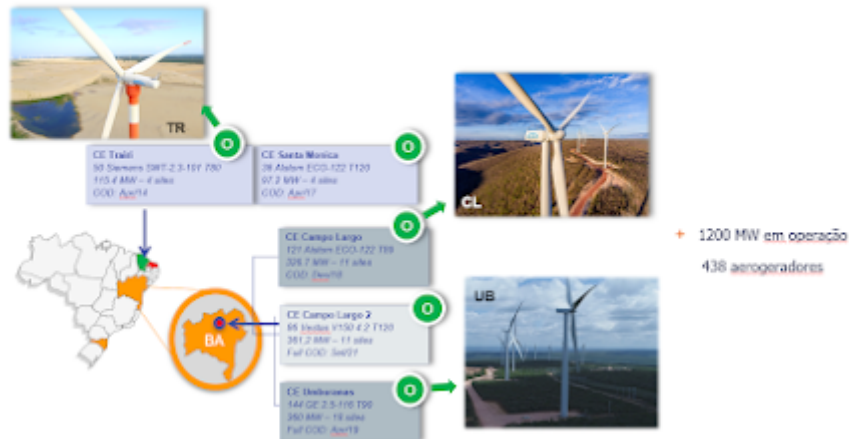 TR
CE Trairi
50 Siemens SWT-2.3-101 T80
115.4 MW – 4 sites
COD: Apr/14
O
CE Santa Monica
36 Alstom ECO-122 T120
97.2 MW – 4 sites
COD: Apr/17
O
CL
CE Campo Largo
121 Alstom ECO-122 T89
326.7 MW – 11 sites
COD: Dez/18
O
+ 1200 MW em operação
438 aerogeradores
BA
CE Campo Largo 2
86 Vestas V150 4.2 T120
361,2 MW – 11 sites
Full COD: Set/21
O
UB
CE Umburanas
144 GE 2.5-116 T90
360 MW – 18 sites
Full COD: Apr/19
O